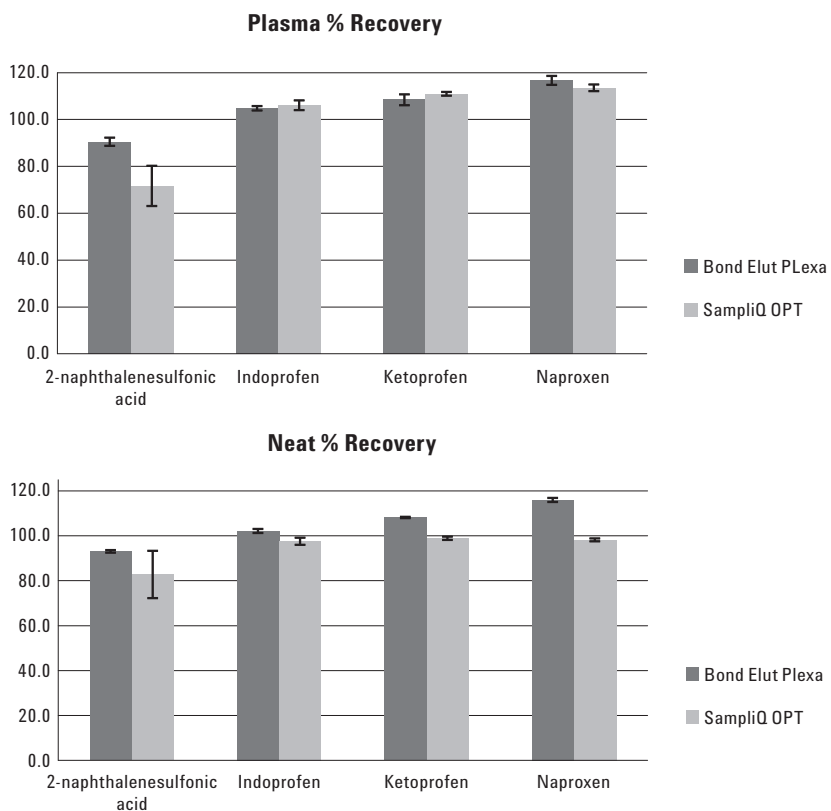 Plasma % Recovery
120.0
100.0
80.0
60.0
40.0
20.0
0.0
2-naphthalenesulfonic
acid
Indoprofen
Ketoprofen
Naproxen
Bond Elut PLexa
SampliQ OPT
Neat % Recovery
120.0
100.0
80.0
60.0
40.0
20.0
0.0
2-naphthalenesulfonic
acid
Indoprofen
Ketoprofen
Naproxen
Bond Elut Plexa
SampliQ OPT